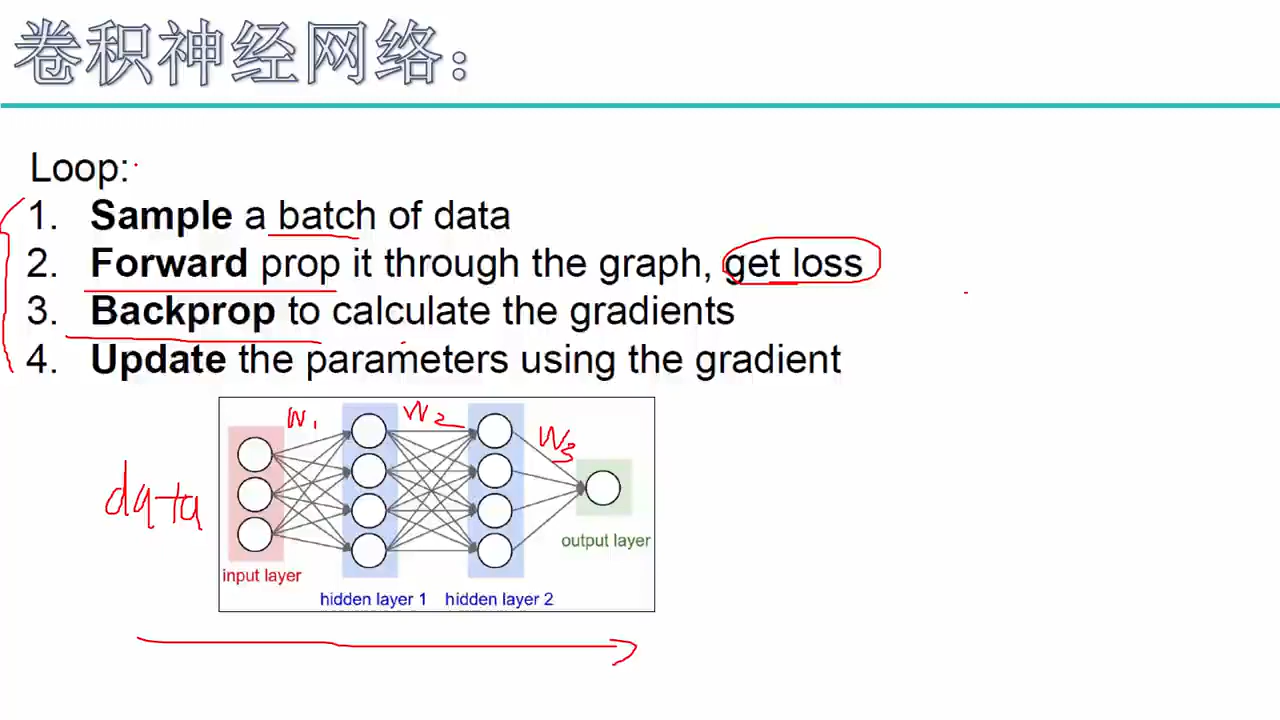 卷积神经网络：
Loop:
1. Sample a batch of data
2. Forward prop it through the graph, get loss
3. Backprop to calculate the gradients
4. Update the parameters using the gradient
W1 W2 W3
data
output layer
input layer
hidden layer 1 hidden layer 2